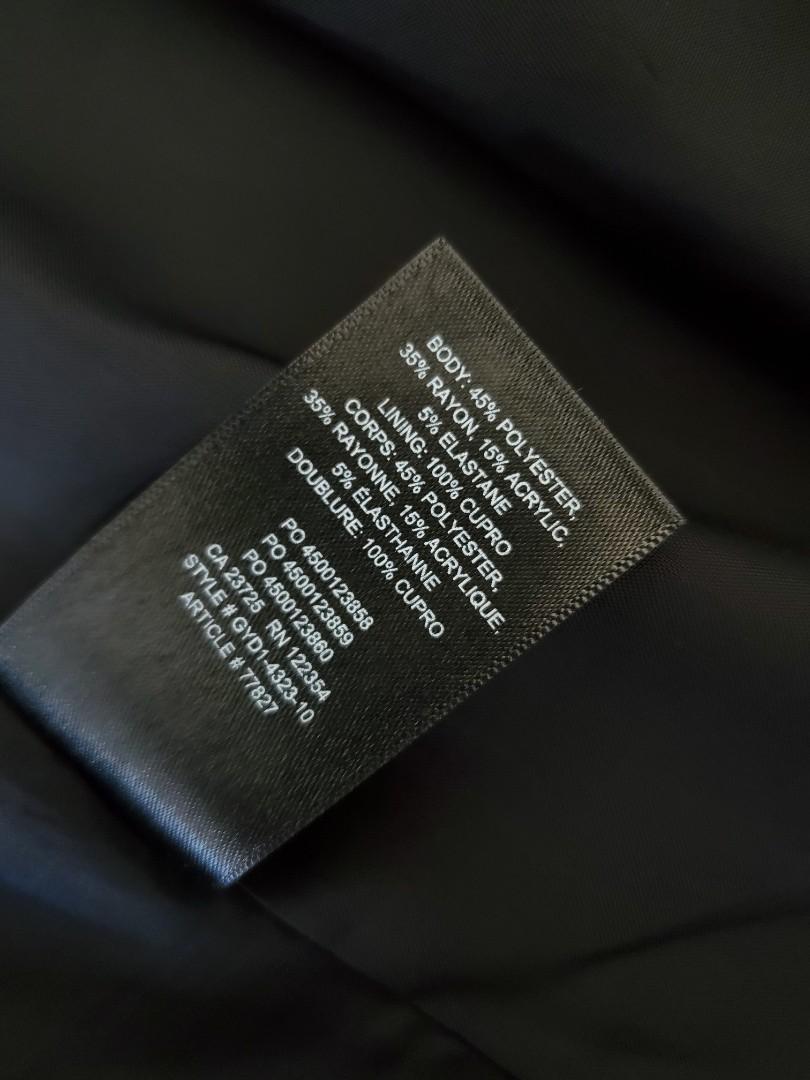 BODY: 45% POLYESTER,
35% RAYON, 15% ACRYLIC,
5% ELASTANE
LINING: 100% CUPRO
CORPS: 45% POLYESTER,
35% RAYONNE, 15% ACRYLIQUE,
5% ELASTHANNE
DOUBLURE: 100% CUPRO
PO 4500123858
PO 4500123859
PO 4500123860
CA 23725 RN 122354
STYLE # GYD1-4323-10
ARTICLE # 77827